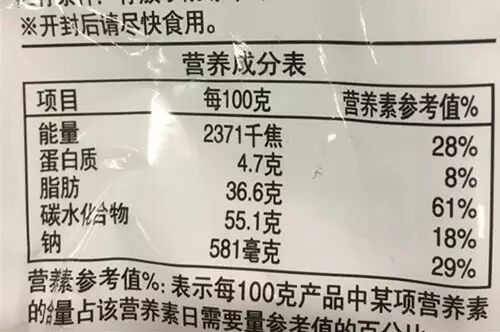 ※开封后请尽快食用。
营养成分表
项目 每100克 营养素参考值%
能量 2371千焦 28%
蛋白质 4.7克 8%
脂肪 36.6克 61%
碳水化合物 55.1克 18%
钠 581毫克 29%
营养素参考值%：表示每100克产品中某项营养素
的含量占该营养素日需要量参考值的百分比